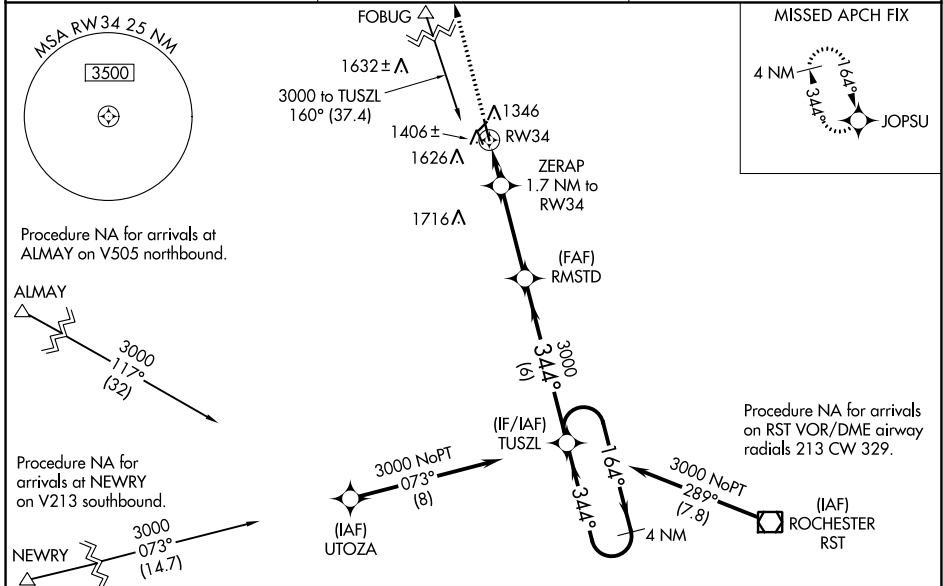 MSA RW34 25 NM
3500
Procedure NA for arrivals at
ALMAY on V505 northbound.
ALMAY
3000
117°
(32)
Procedure NA for
arrivals at NEWRY
on V213 southbound.
NEWRY
3000
073°
(14.7)
FOBUG
1632±
3000 to TUSZL
160° (37.4)
1346
1406±
RW34
1626
ZERAP
1.7 NM to
RW34
1716
(FAF)
RMSTD
3000
344°
(6)
(IF/IAF)
TUSZL
3000 NoPT
073°
(8)
(IAF)
UTOZA
164°
344°
4 NM
3000 NoPT
289°
(7.8)
(IAF)
ROCHESTER
RST
Procedure NA for arrivals
on RST VOR/DME airway
radials 213 CW 329.
MISSED APCH FIX
4 NM
164°
344°
JOPSU